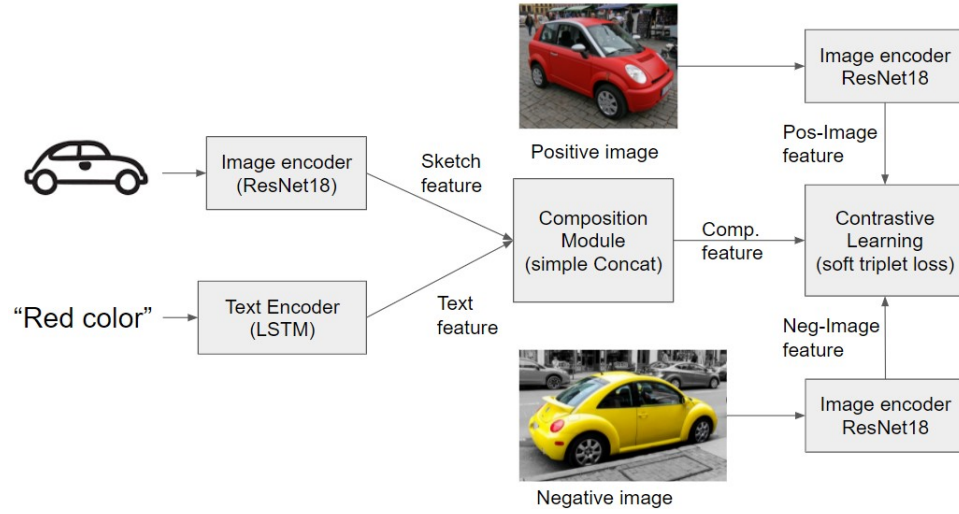 Image encoder
(ResNet18)
Sketch
feature
“Red color”
Text Encoder
(LSTM)
Text
feature
Positive image
Composition
Module
(simple Concat)
Comp.
feature
Negative image
Image encoder
ResNet18
Pos-Image
feature
Contrastive
Learning
(soft triplet loss)
Neg-Image
feature
Image encoder
ResNet18